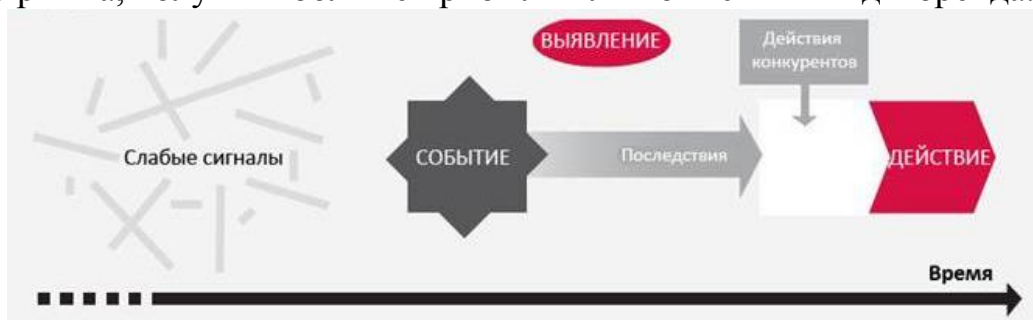 ВЫЯВЛЕНИЕ
Действия
конкурентов
Слабые сигналы
СОБЫТИЕ
Последствия
ДЕЙСТВИЕ
Время